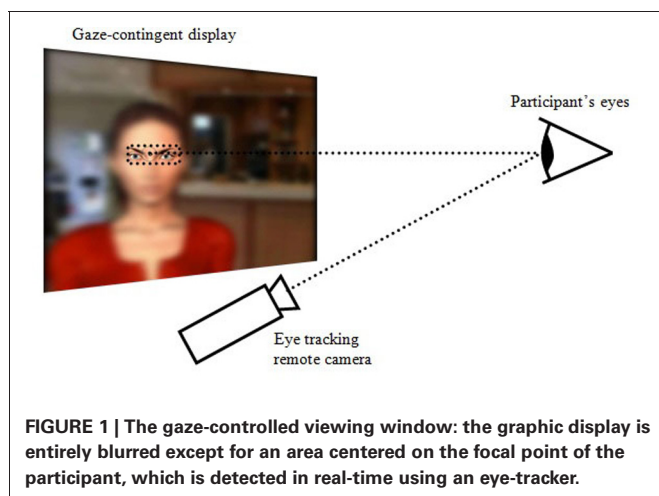 Gaze-contingent display
Participant's eyes
Eye tracking
remote camera
FIGURE 1 | The gaze-controlled viewing window: the graphic display is
entirely blurred except for an area centered on the focal point of the
participant, which is detected in real-time using an eye-tracker.